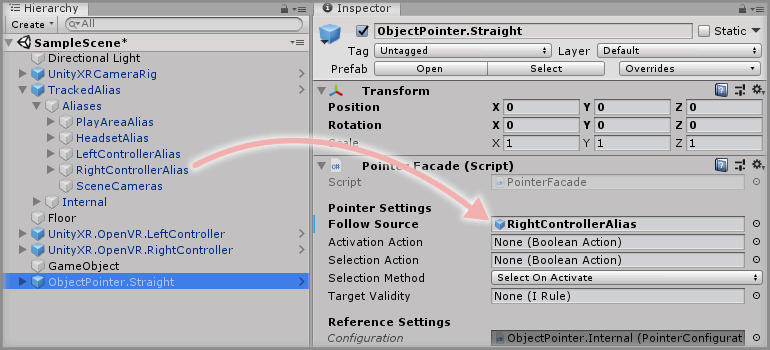 Hierarchy
Create
All
SampleScene*
Directional Light
UnityXRCameraRig
TrackedAlias
Aliases
PlayAreaAlias
HeadsetAlias
LeftControllerAlias
RightControllerAlias
SceneCameras
Internal
Floor
UnityXR.OpenVR.LeftController
UnityXR.OpenVR.RightController
GameObject
ObjectPointer.Straight
Inspector
ObjectPointer.Straight Static
Tag Untagged Layer Default
Prefab Open Select Overrides
Transform
Position X 0 Y 0 Z 0
Rotation X 0 Y 0 Z 0
Scale X 1 Y 1 Z 1
Pointer Facade (Script)
Script PointerFacade
Pointer Settings
Follow Source RightControllerAlias
Activation Action None (Boolean Action)
Selection Action None (Boolean Action)
Selection Method Select On Activate
Target Validity None (I Rule)
Reference Settings
Configuration ObjectPointer.Internal (PointerConfigurat